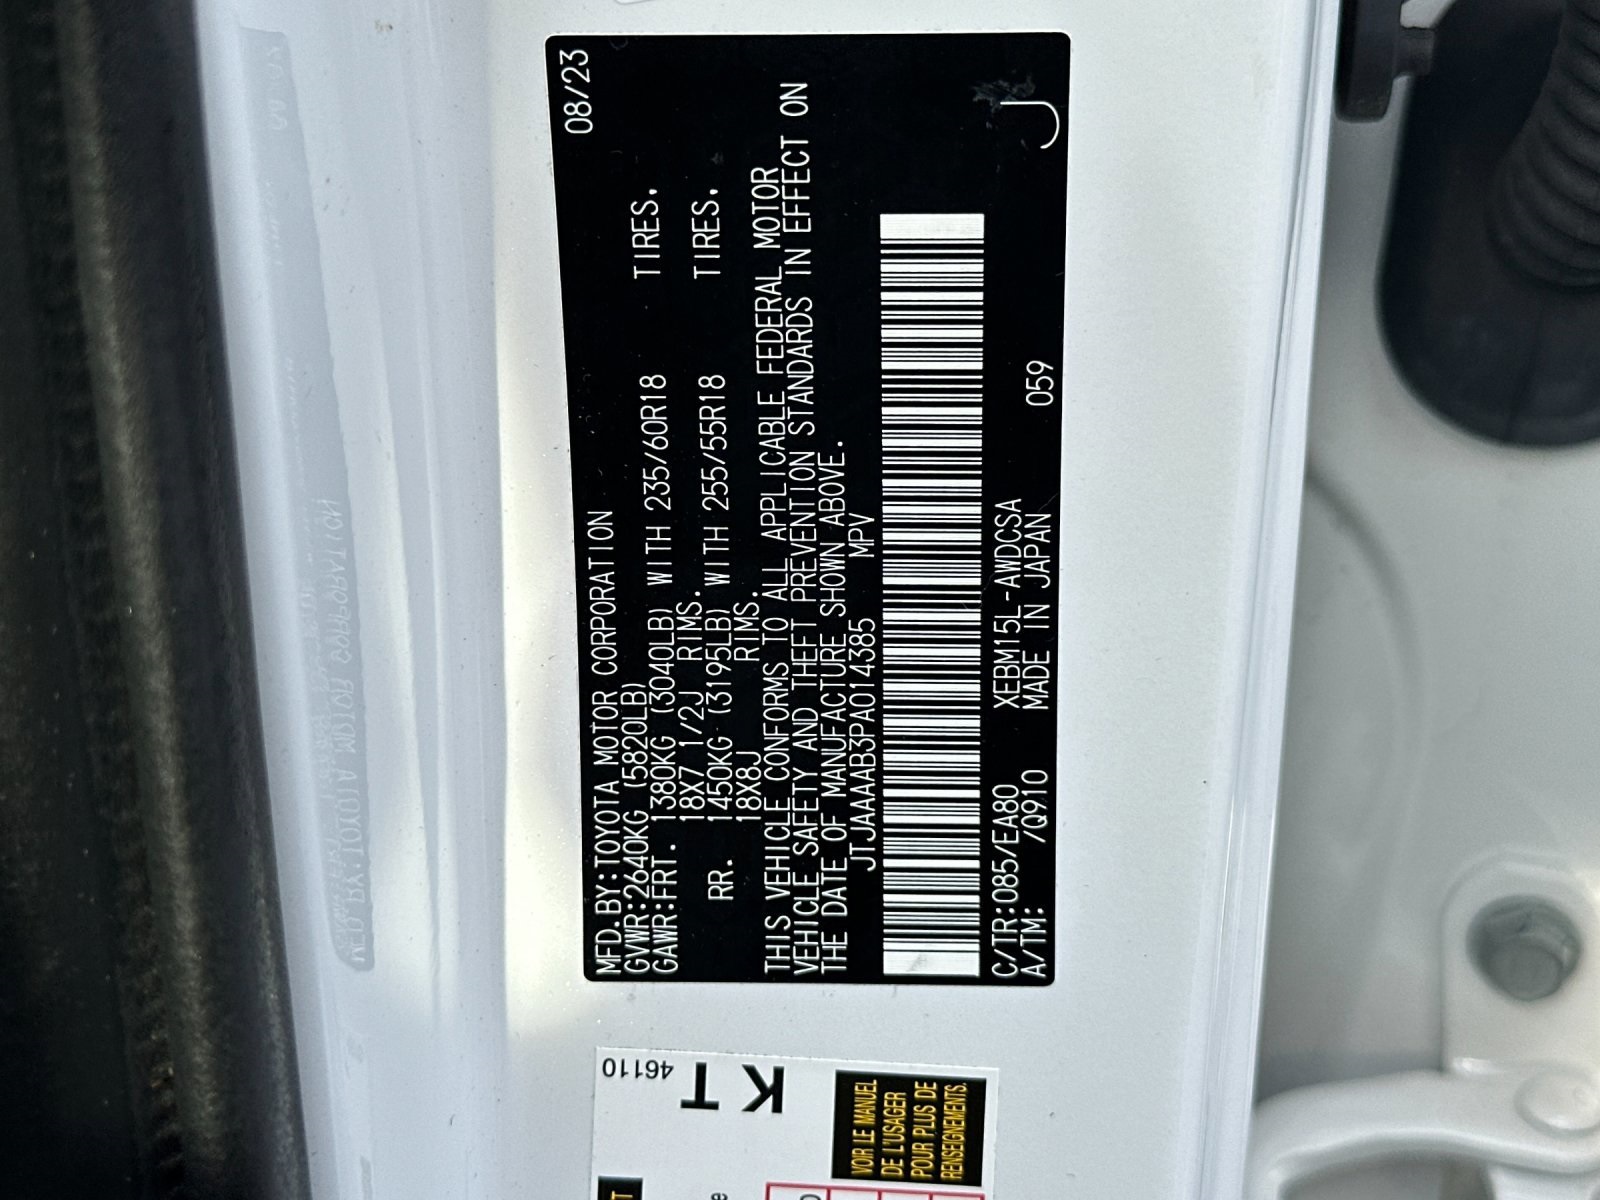 MFD.BY:TOYOTA MOTOR CORPORATION 08/23
GVWR:2640KG (5820LB)
GAWR:FRT. 1380KG (3040LB) WITH 235/60R18 TIRES.
18X7 1/2J RIMS.
RR. 1450KG (3195LB) WITH 255/55R18 TIRES.
18X8J RIMS.
THIS VEHICLE CONFORMS TO ALL APPLICABLE FEDERAL MOTOR
VEHICLE SAFETY AND THEFT PREVENTION STANDARDS IN EFFECT ON
THE DATE OF MANUFACTURE SHOWN ABOVE.
JTJAAAAB3PA014385 MPV
C/TR:085/EA80 XEBM15L-AWDCSA 059 J
A/TM: /Q910 MADE IN JAPAN
46110
KT
VOIR LE MANUEL
DE L'USAGER
POUR PLUS DE
RENSEIGNEMENTS.